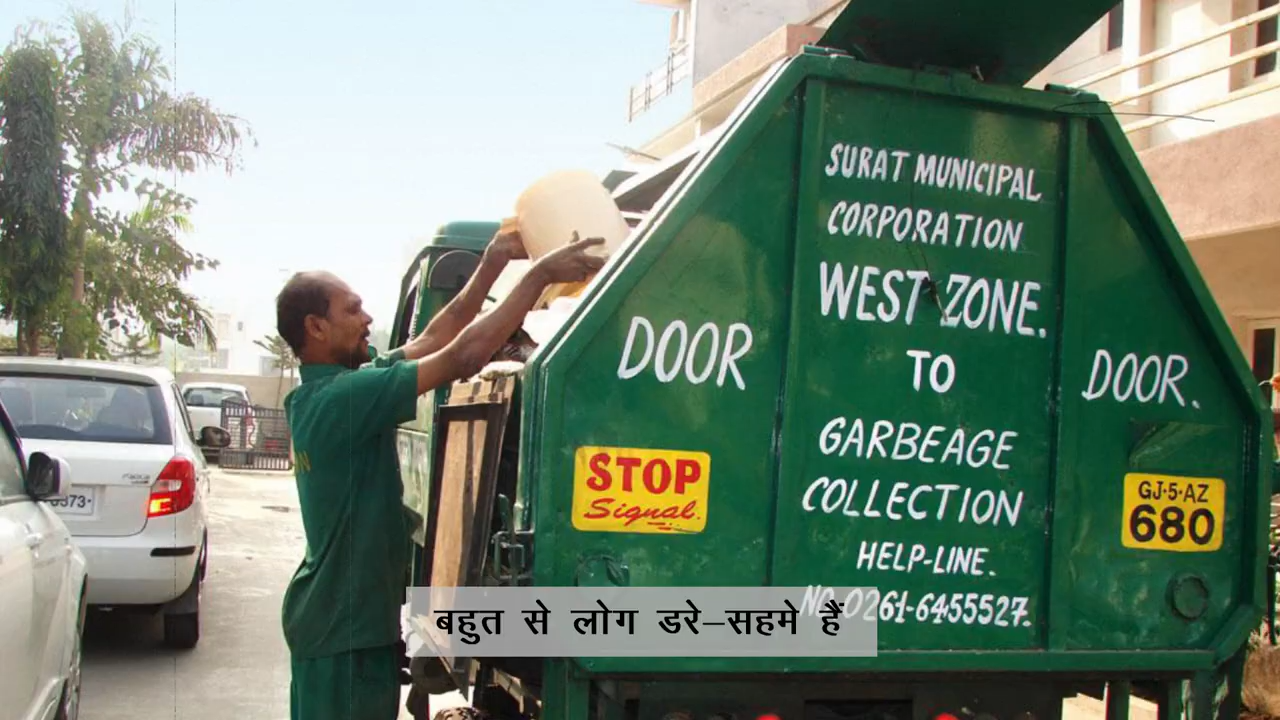 SURAT MUNICIPAL
CORPORATION
WEST ZONE.
TO
DOOR
DOOR.
GARBEAGE
COLLECTION
STOP
Signal.
GJ·5·AZ
680
HELP-LINE.
NO. 0261-6455527.
बहुत से लोग डरे–सहमे हैं